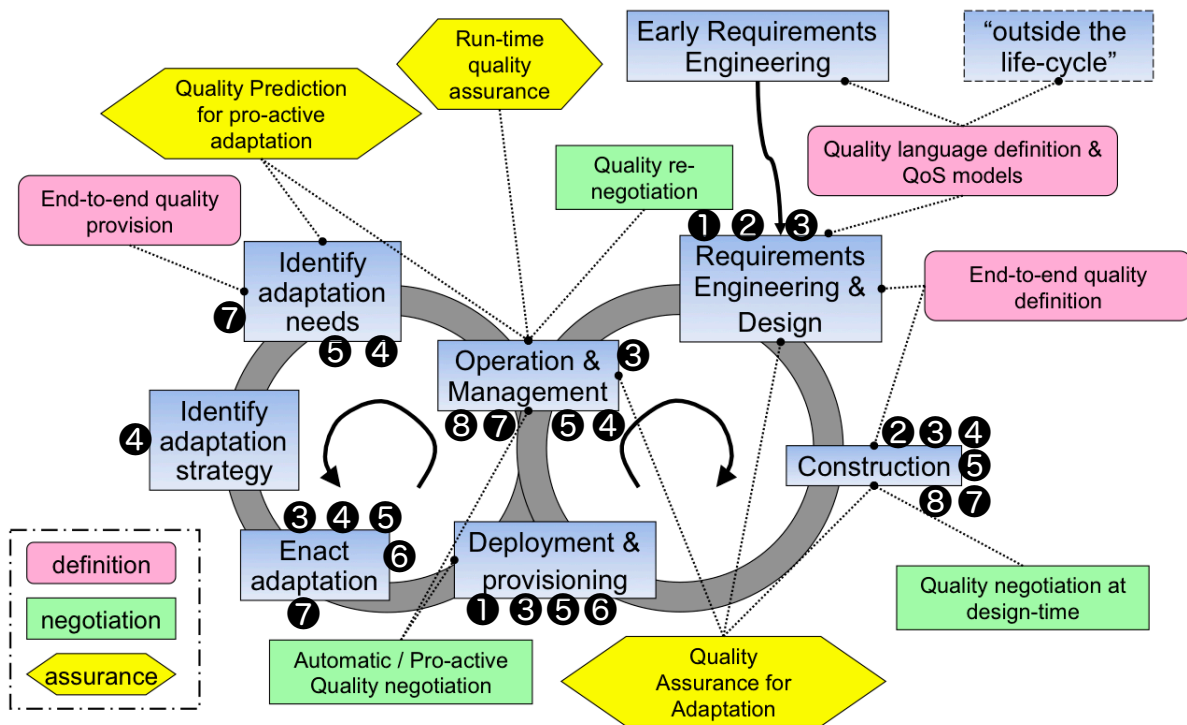 Run-time
quality
assurance
Early Requirements
Engineering
“outside the
life-cycle”
Quality Prediction
for pro-active
adaptation
Quality re-
negotiation
Quality language definition &
QoS models
End-to-end quality
provision
❶ ❷ ❸
Identify
adaptation
needs
❼
❺ ❹
Requirements
Engineering &
Design
End-to-end quality
definition
Operation &
Management
❸
❽ ❼ ❺ ❹
Identify
adaptation
strategy
❹
❷ ❸ ❹
Construction
❺
❽ ❼
❸ ❹ ❺
Enact
adaptation
❻
❼
Deployment &
provisioning
❶ ❸ ❺ ❻
definition
negotiation
assurance
Quality negotiation at
design-time
Automatic / Pro-active
Quality negotiation
Quality
Assurance for
Adaptation